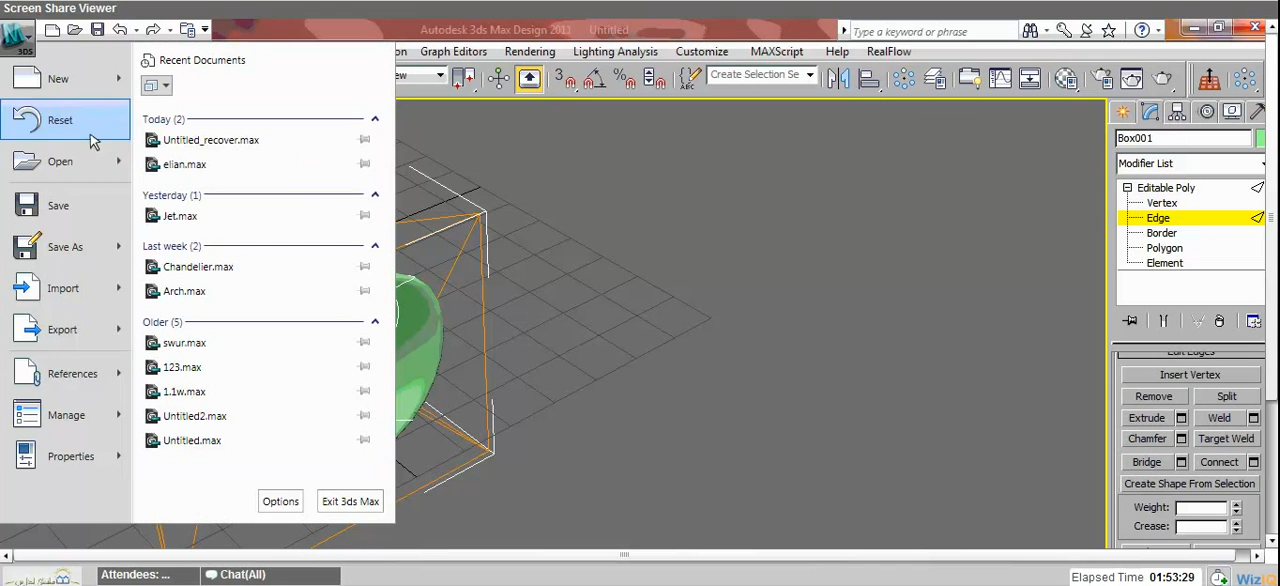 Screen Share Viewer
3DS
Autodesk 3ds Max Design 2011 Untitled
Type a keyword or phrase
Graph Editors Rendering Lighting Analysis Customize MAXScript Help RealFlow
Create Selection Se
ABC
New
Reset
Open
Save
Save As
Import
Export
References
Manage
Properties
Recent Documents
Today (2)
Untitled_recover.max
elian.max
Yesterday (1)
Jet.max
Last week (2)
Chandelier.max
Arch.max
Older (5)
swur.max
123.max
1.1w.max
Untitled2.max
Untitled.max
Options Exit 3ds Max
Box001
Modifier List
Editable Poly
Vertex
Edge
Border
Polygon
Element
Edit Edges
Insert Vertex
Remove Split
Extrude Weld
Chamfer Target Weld
Bridge Connect
Create Shape From Selection
Weight:
Crease:
Attendees: ... Chat(All)
Elapsed Time 01:53:29
WiziQ